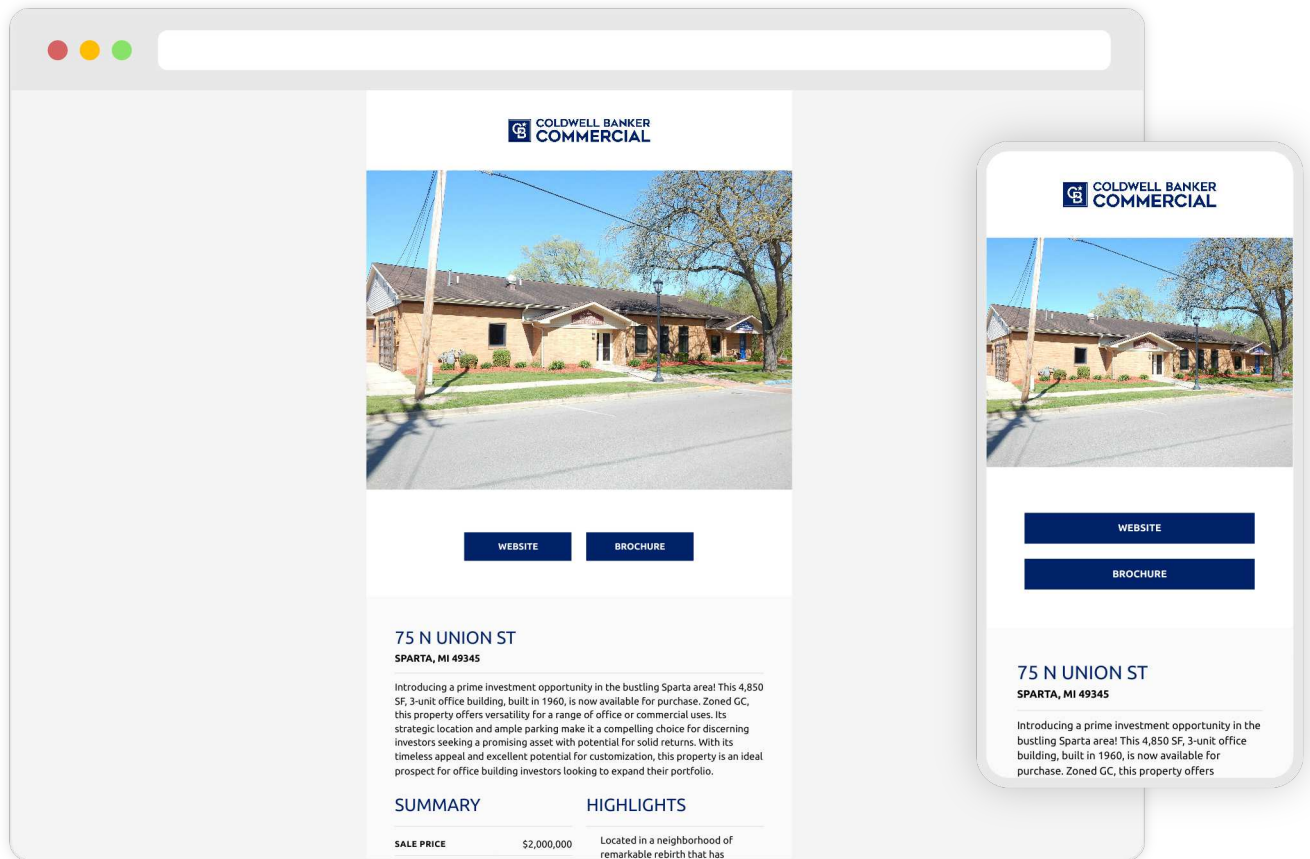 COLDWELL BANKER
COMMERCIAL
WEBSITE
BROCHURE
75 N UNION ST
SPARTA, MI 49345
Introducing a prime investment opportunity in the bustling Sparta area! This 4,850
SF, 3-unit office building, built in 1960, is now available for purchase. Zoned GC,
this property offers versatility for a range of office or commercial uses. Its
strategic location and ample parking make it a compelling choice for discerning
investors seeking a promising asset with potential for solid returns. With its
timeless appeal and excellent potential for customization, this property is an ideal
prospect for office building investors looking to expand their portfolio.
SUMMARY
HIGHLIGHTS
SALE PRICE
$2,000,000
Located in a neighborhood of
remarkable rebirth that has
COLDWELL BANKER
COMMERCIAL
WEBSITE
BROCHURE
75 N UNION ST
SPARTA, MI 49345
Introducing a prime investment opportunity in the
bustling Sparta area! This 4,850 SF, 3-unit office
building, built in 1960, is now available for
purchase. Zoned GC, this property offers